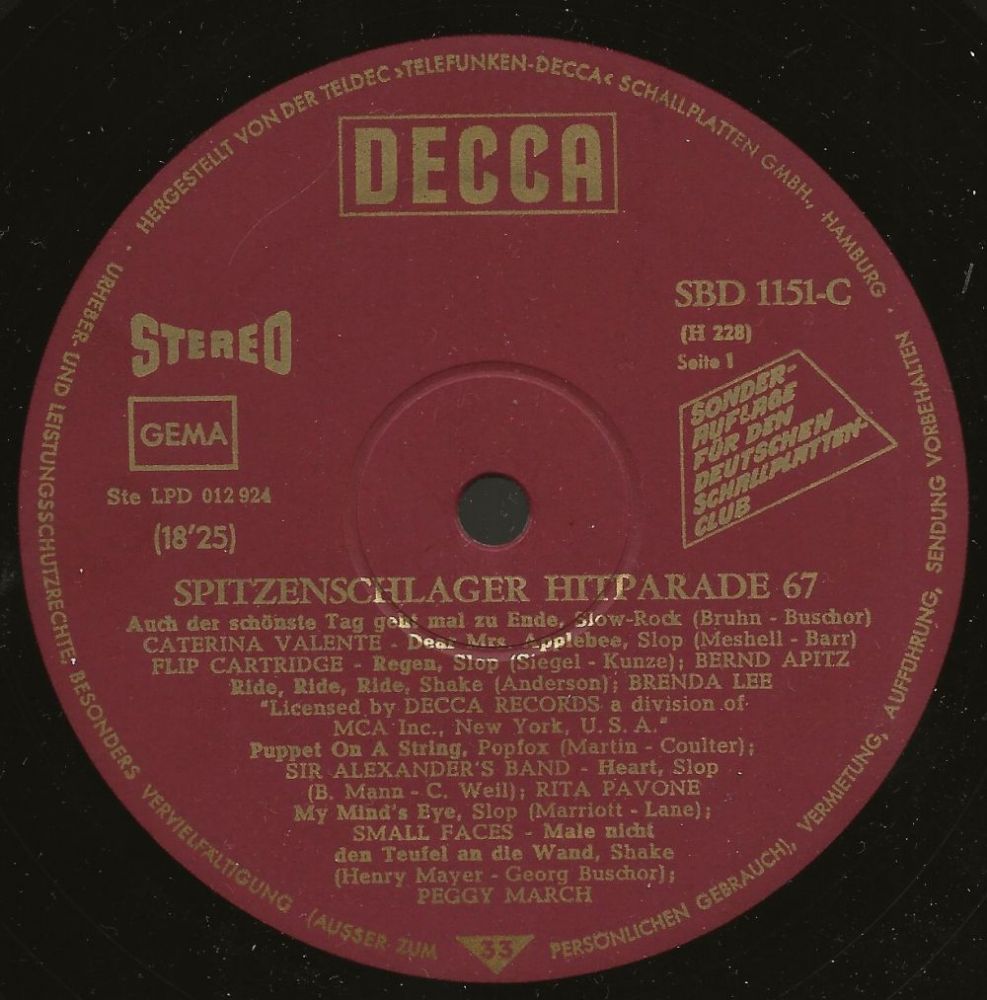 HERGESTELLT VON DER TELDEC »TELEFUNKEN-DECCA« SCHALLPLATTEN GMBH., HAMBURG
DECCA
SBD 1151-C
(H 228)
Seite 1
STEREO
GEMA
Ste LPD 012 924
(18'25)
SONDER-
AUFLAGE
FÜR DEN
DEUTSCHEN
SCHALLPLATTEN-
CLUB
SPITZENSCHLAGER HITPARADE 67
Auch der schönste Tag geht mal zu Ende, Slow-Rock (Bruhn - Buschor)
CATERINA VALENTE - Dear Mrs. Applebee, Slop (Meshell - Barr)
FLIP CARTRIDGE - Regen, Slop (Siegel - Kunze); BERND APITZ
Ride, Ride, Ride, Shake (Anderson); BRENDA LEE
"Licensed by DECCA RECORDS a division of
MCA Inc., New York, U.S.A."
Puppet On A String, Popfox (Martin - Coulter);
SIR ALEXANDER'S BAND - Heart, Slop
(B. Mann - C. Weil); RITA PAVONE
My Mind's Eye, Slop (Marriott - Lane);
SMALL FACES - Male nicht
den Teufel an die Wand, Shake
(Henry Mayer - Georg Buschor);
PEGGY MARCH
33
· URHEBER- UND LEISTUNGSSCHUTZRECHTE, BESONDERS VERVIELFÄLTIGUNG (AUSSER ZUM PERSÖNLICHEN GEBRAUCH), VERMIETUNG, AUFFÜHRUNG, SENDUNG VORBEHALTEN ·